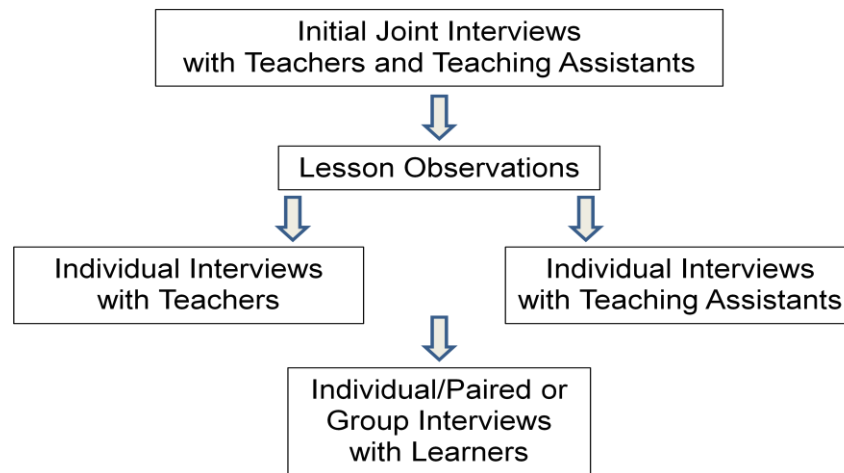 Initial Joint Interviews
with Teachers and Teaching Assistants
Lesson Observations
Individual Interviews
with Teachers
Individual Interviews
with Teaching Assistants
Individual/Paired or
Group Interviews
with Learners